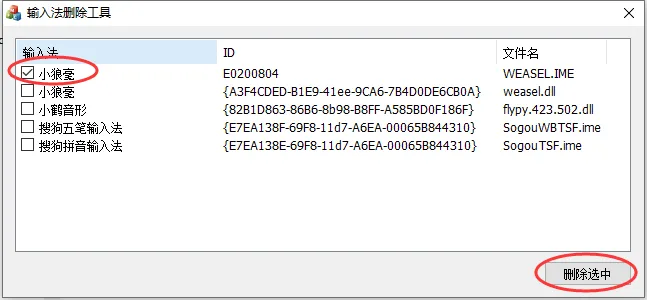 输入法删除工具
输入法 ID 文件名
小狼毫 E0200804 WEASEL.IME
小狼毫 {A3F4CDED-B1E9-41ee-9CA6-7B4D0DE6CB0A} weasel.dll
小鹤音形 {82B1D863-86B6-8b98-B8FF-A585BD0F186F} flypy.423.502.dll
搜狗五笔输入法 {E7EA138F-69F8-11d7-A6EA-00065B844310} SogouWBTSF.ime
搜狗拼音输入法 {E7EA138E-69F8-11d7-A6EA-00065B844310} SogouTSF.ime
删除选中